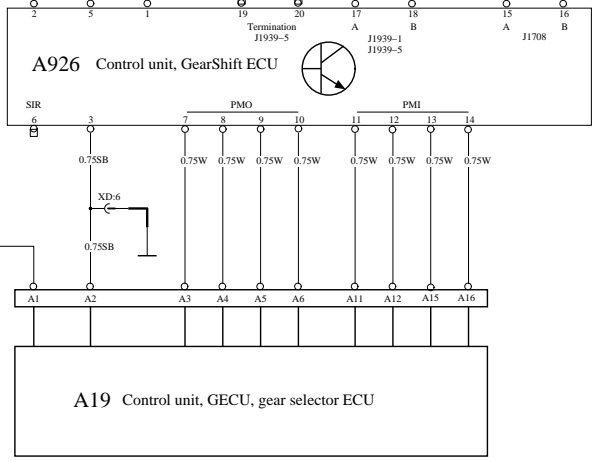 2 5 1 19 20 17 18 15 16
Termination A B A B
J1939–5 J1939–1 J1708
J1939–5
A926 Control unit, GearShift ECU
SIR PMO PMI
6 3 7 8 9 10 11 12 13 14
0.75SB 0.75W 0.75W 0.75W 0.75W 0.75W 0.75W 0.75W 0.75W
XD:6
0.75SB
A1 A2 A3 A4 A5 A6 A11 A12 A15 A16
A19 Control unit, GECU, gear selector ECU